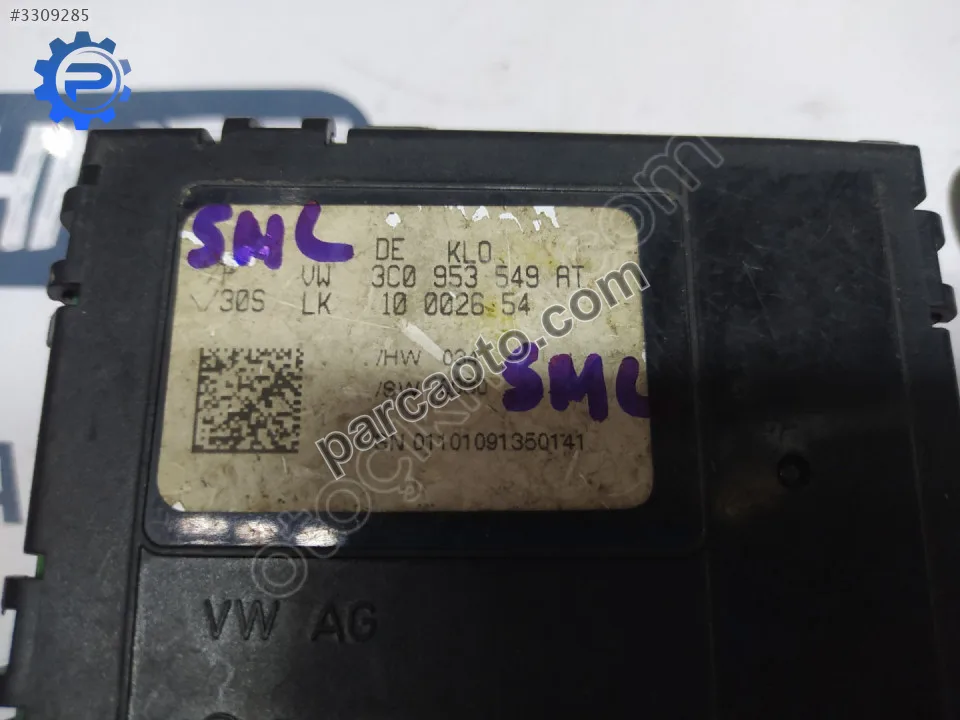 #3309285
P
SML
DE KLO
P VW 3C0 953 549 AT
30S LK 10 0026 54
/HW
/SW
SML
SN 01101091350141
parcaoto.com
VW AG